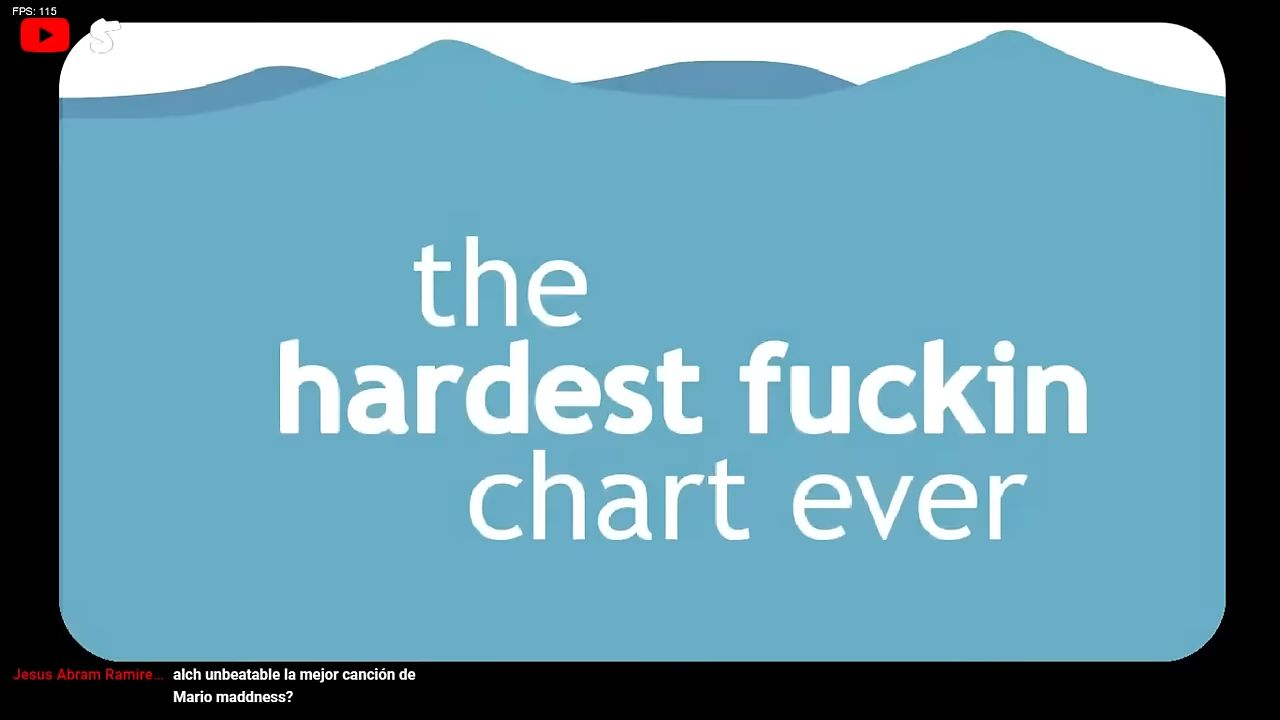 FPS: 115
the
hardest fuckin
chart ever
Jesus Abram Ramire... alch unbeatable la mejor canción de
Mario maddness?